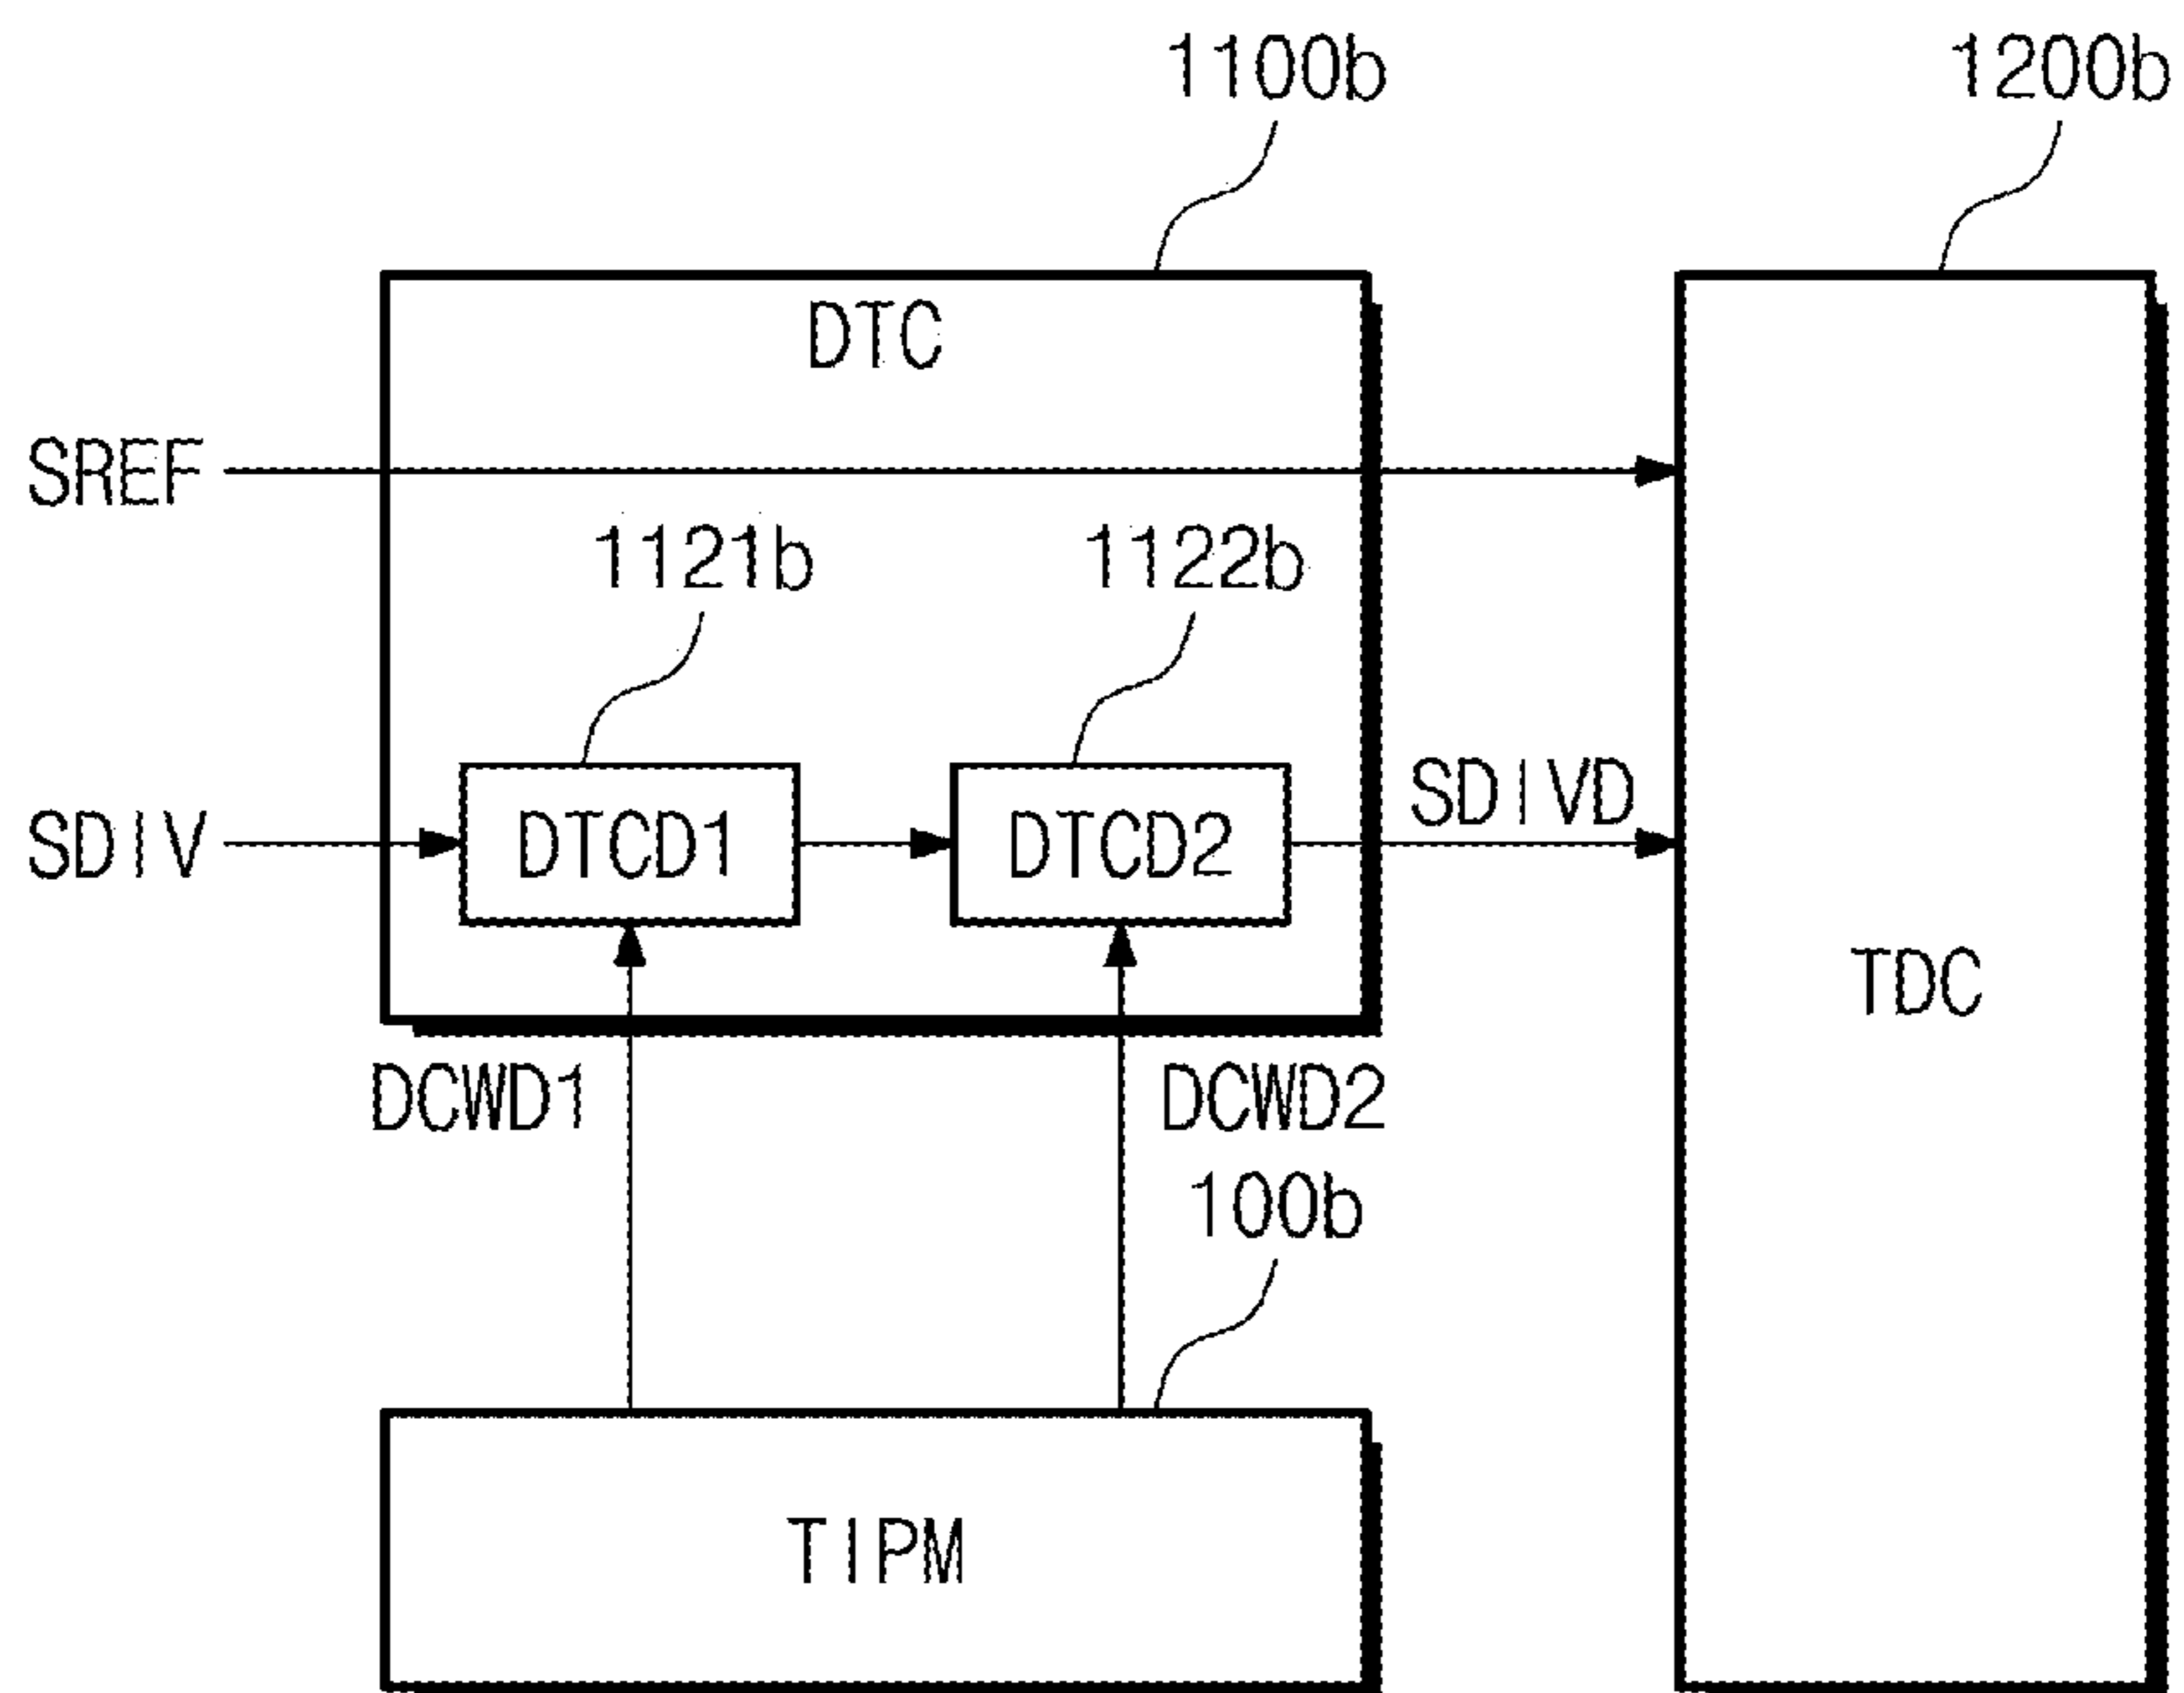 1100b
1200b
DTC
SREF
1121b
1122b
SDIV
DTCD1
DTCD2
SDIVD
TDC
DCWD1
DCWD2
100b
TIPM